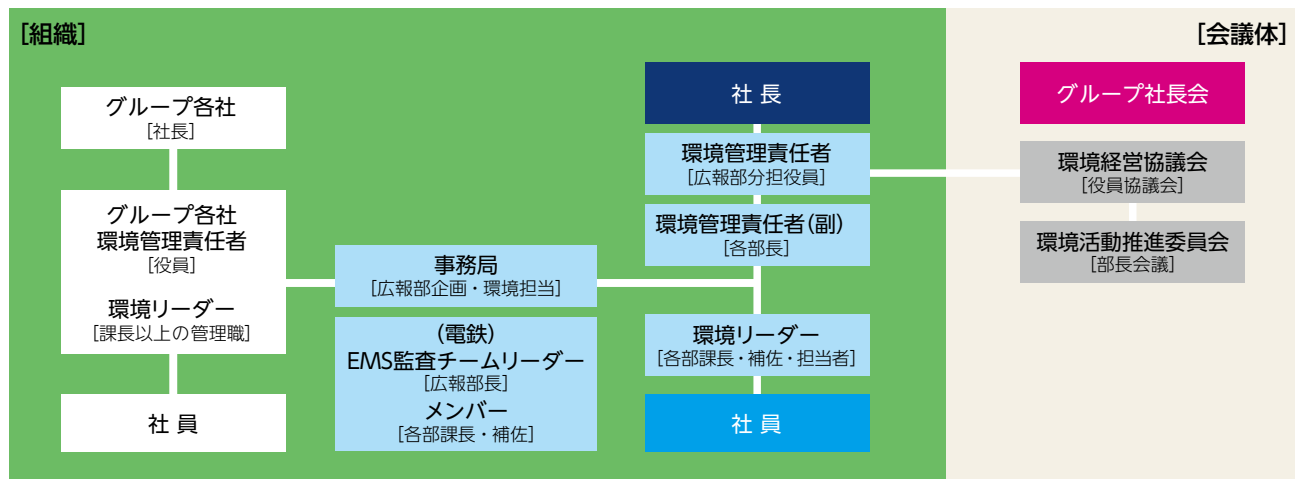 [組織]
グループ各社
[社長]
グループ各社
環境管理責任者
[役員]
環境リーダー
[課長以上の管理職]
社 員
事務局
[広報部企画・環境担当]
(電鉄)
EMS監査チームリーダー
[広報部長]
メンバー
[各部課長・補佐]
社 長
環境管理責任者
[広報部分担役員]
環境管理責任者(副)
[各部長]
環境リーダー
[各部課長・補佐・担当者]
社 員
[会議体]
グループ社長会
環境経営協議会
[役員協議会]
環境活動推進委員会
[部長会議]